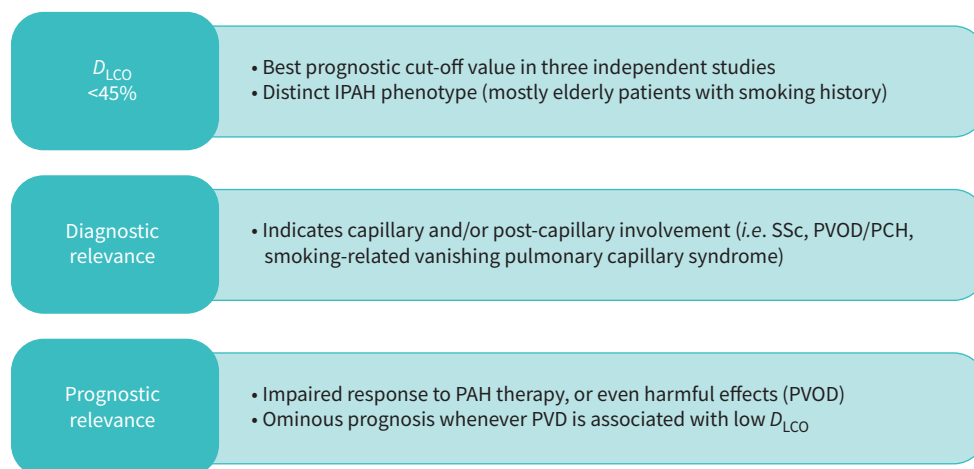 D_LCO
<45%
• Best prognostic cut-off value in three independent studies
• Distinct IPAH phenotype (mostly elderly patients with smoking history)
Diagnostic
relevance
• Indicates capillary and/or post-capillary involvement (i.e. SSc, PVOD/PCH,
smoking-related vanishing pulmonary capillary syndrome)
Prognostic
relevance
• Impaired response to PAH therapy, or even harmful effects (PVOD)
• Ominous prognosis whenever PVD is associated with low D_LCO